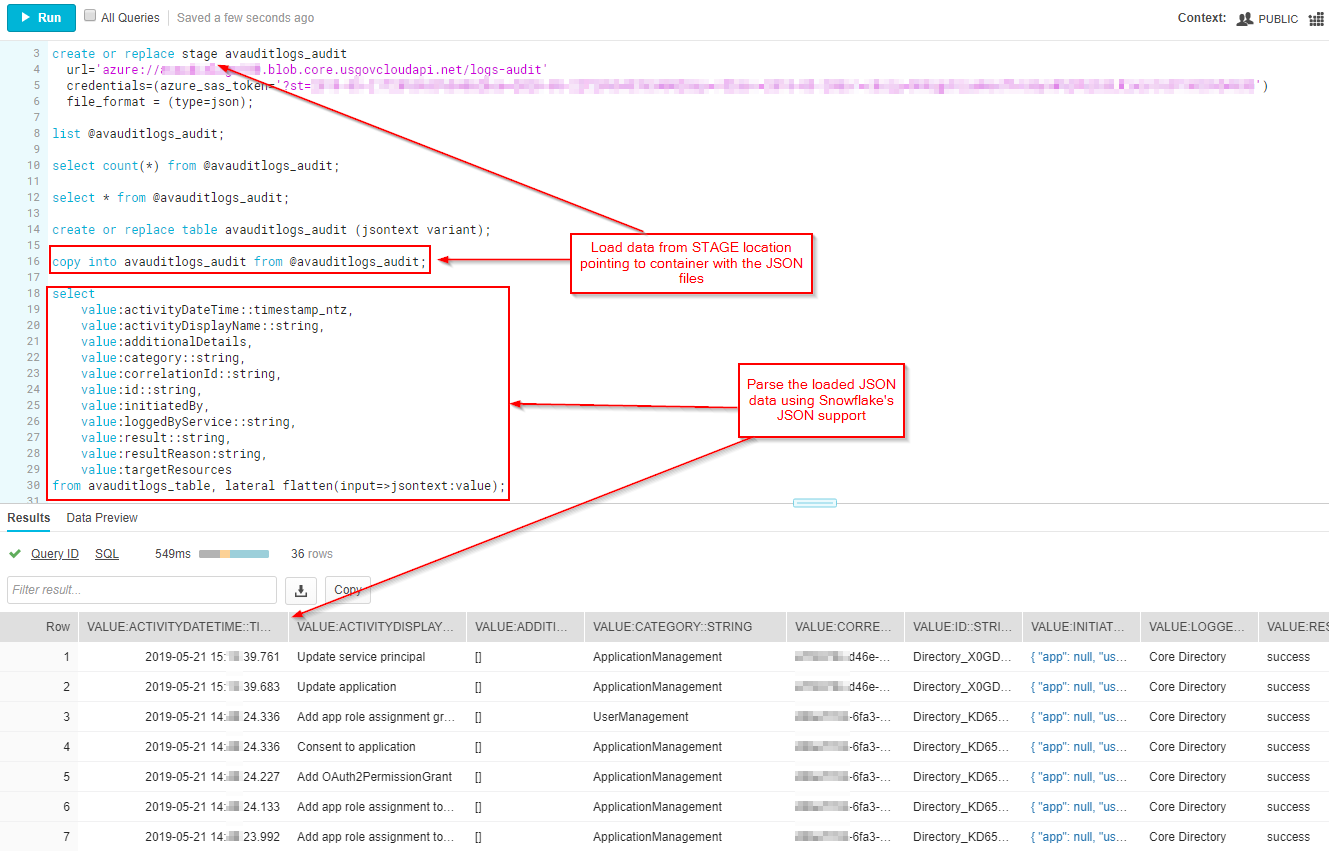 Run
All Queries
Saved a few seconds ago
Context:
PUBLIC
3 create or replace stage avauditlogs_audit
4 url='azure:// .blob.core.usgovcloudapi.net/logs-audit'
5 credentials=(azure_sas_token='?st= ')
6 file_format = (type=json);
7
8 list @avauditlogs_audit;
9
10 select count(*) from @avauditlogs_audit;
11
12 select * from @avauditlogs_audit;
13
14 create or replace table avauditlogs_audit (jsontext variant);
15
16 copy into avauditlogs_audit from @avauditlogs_audit;
17
18 select
19 value:activityDateTime::timestamp_ntz,
20 value:activityDisplayName::string,
21 value:additionalDetails,
22 value:category::string,
23 value:correlationId::string,
24 value:id::string,
25 value:initiatedBy,
26 value:loggedByService::string,
27 value:result::string,
28 value:resultReason:string,
29 value:targetResources
30 from avauditlogs_table, lateral flatten(input=>jsontext:value);
31
Load data from STAGE location
pointing to container with the JSON
files
Parse the loaded JSON
data using Snowflake's
JSON support
Results Data Preview
Query ID SQL 549ms 36 rows
Filter result... Copy
Row VALUE:ACTIVITYDATETIME::TI... VALUE:ACTIVITYDISPLAY... VALUE:ADDITI... VALUE:CATEGORY::STRING VALUE:CORRE... VALUE:ID::STRI... VALUE:INITIAT... VALUE:LOGGE... VALUE:RES
1 2019-05-21 15: 39.761 Update service principal [] ApplicationManagement d46e-... Directory_X0GD... { "app": null, "us... Core Directory success
2 2019-05-21 15: 39.683 Update application [] ApplicationManagement d46e-... Directory_X0GD... { "app": null, "us... Core Directory success
3 2019-05-21 14: 24.336 Add app role assignment gr... [] UserManagement -6fa3-... Directory_KD65... { "app": null, "us... Core Directory success
4 2019-05-21 14: 24.336 Consent to application [] ApplicationManagement -6fa3-... Directory_KD65... { "app": null, "us... Core Directory success
5 2019-05-21 14: 24.227 Add OAuth2PermissionGrant [] ApplicationManagement -6fa3-... Directory_KD65... { "app": null, "us... Core Directory success
6 2019-05-21 14: 24.133 Add app role assignment to... [] ApplicationManagement -6fa3-... Directory_KD65... { "app": null, "us... Core Directory success
7 2019-05-21 14: 23.992 Add app role assignment to... [] ApplicationManagement -6fa3-... Directory_KD65... { "app": null, "us... Core Directory success